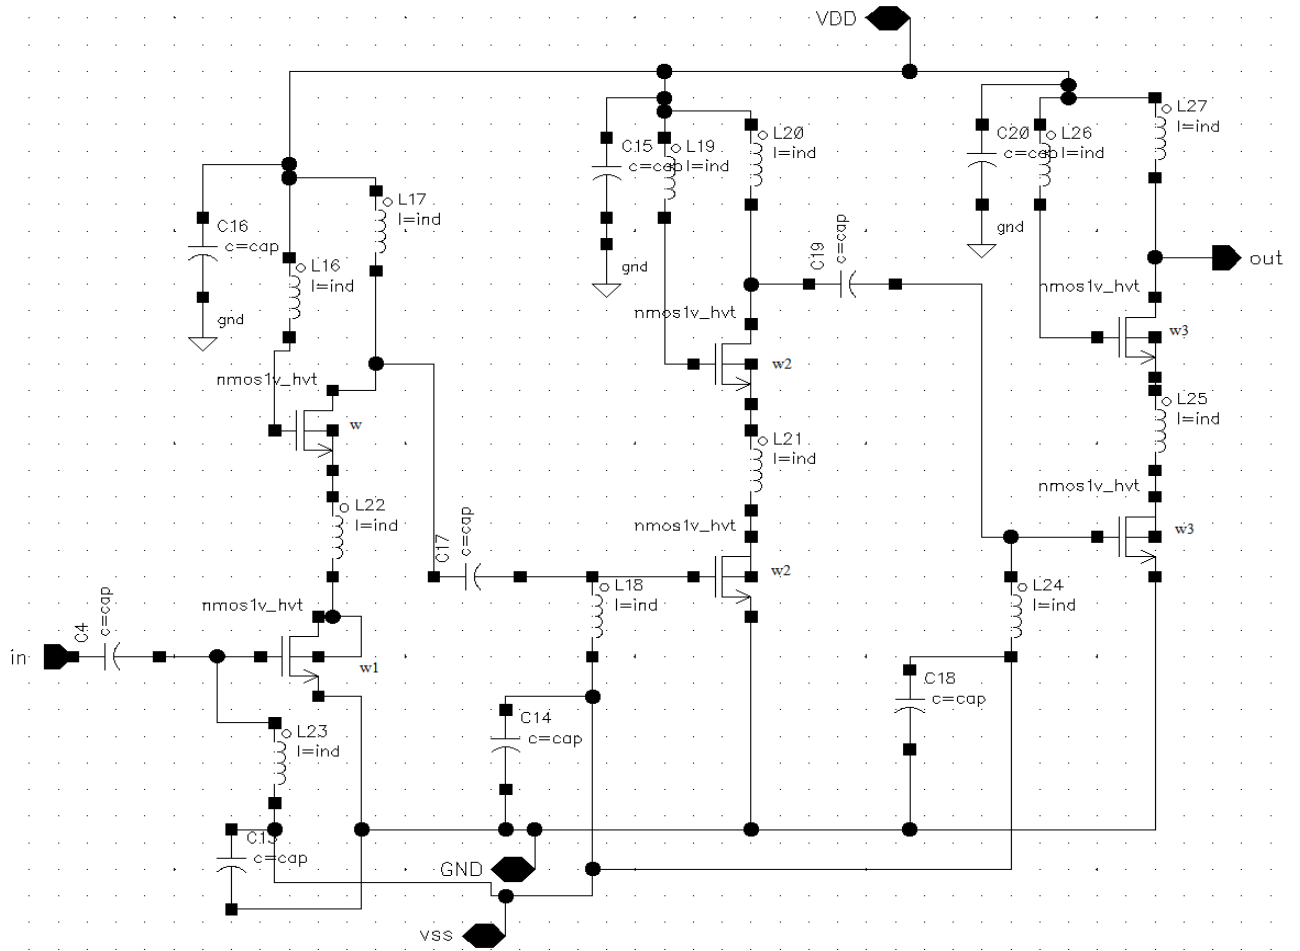 VDD
L27
l=ind
C20
c=cap
L26
l=ind
L20
l=ind
C15
c=cap
L19
l=ind
L17
l=ind
C16
c=cap
gnd
L16
l=ind
gnd
C19
c=cap
gnd
out
nmos1v_hvt
w3
nmos1v_hvt
w2
nmos1v_hvt
w
L25
l=ind
L21
l=ind
nmos1v_hvt
w3
L22
l=ind
C17
c=cap
nmos1v_hvt
w2
L18
l=ind
L24
l=ind
nmos1v_hvt
w1
in
C4
c=cap
C18
c=cap
L23
l=ind
C14
c=cap
C13
c=cap
GND
vss